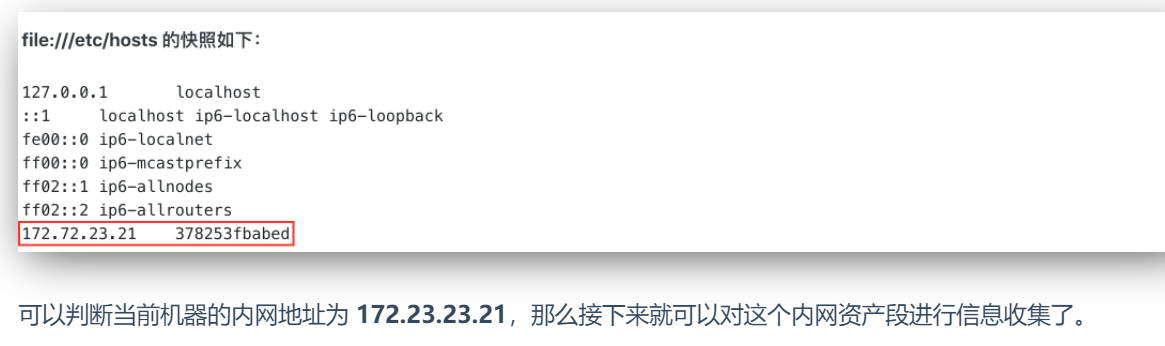 file:///etc/hosts 的快照如下：
127.0.0.1 localhost
::1 localhost ip6-localhost ip6-loopback
fe00::0 ip6-localnet
ff00::0 ip6-mcastprefix
ff02::1 ip6-allnodes
ff02::2 ip6-allrouters
172.72.23.21 378253fbabed
可以判断当前机器的内网地址为 172.23.23.21，那么接下来就可以对这个内网资产段进行信息收集了。